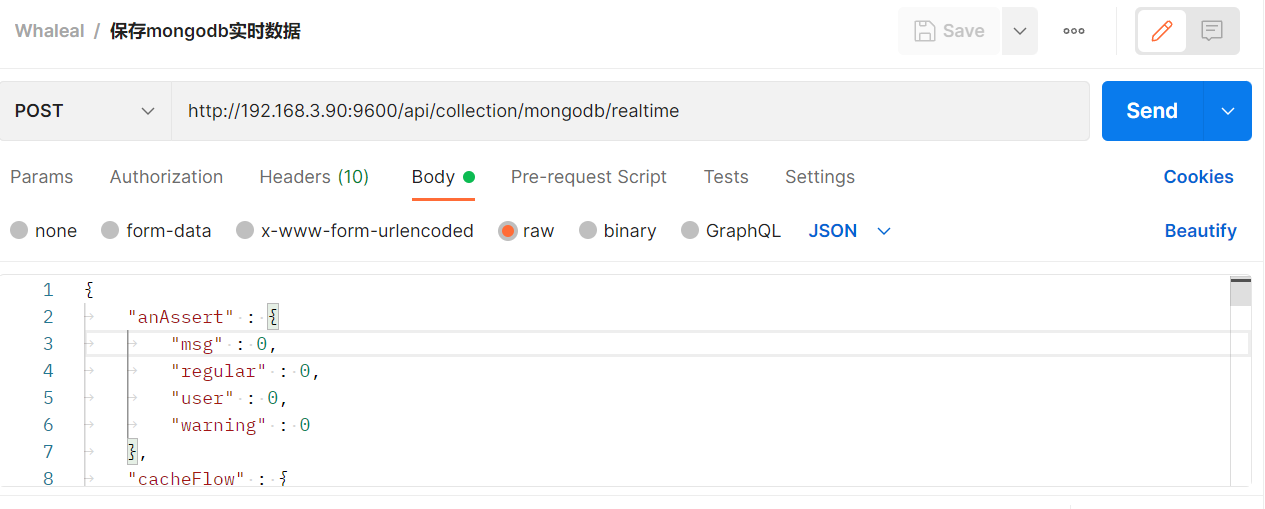 Whaleal / 保存mongodb实时数据 Save ooo
POST http://192.168.3.90:9600/api/collection/mongodb/realtime Send
Params Authorization Headers (10) Body Pre-request Script Tests Settings Cookies
none form-data x-www-form-urlencoded raw binary GraphQL JSON Beautify
1 {
2 "anAssert" : {
3 "msg" : 0,
4 "regular" : 0,
5 "user" : 0,
6 "warning" : 0
7 },
8 "cacheFlow" : {